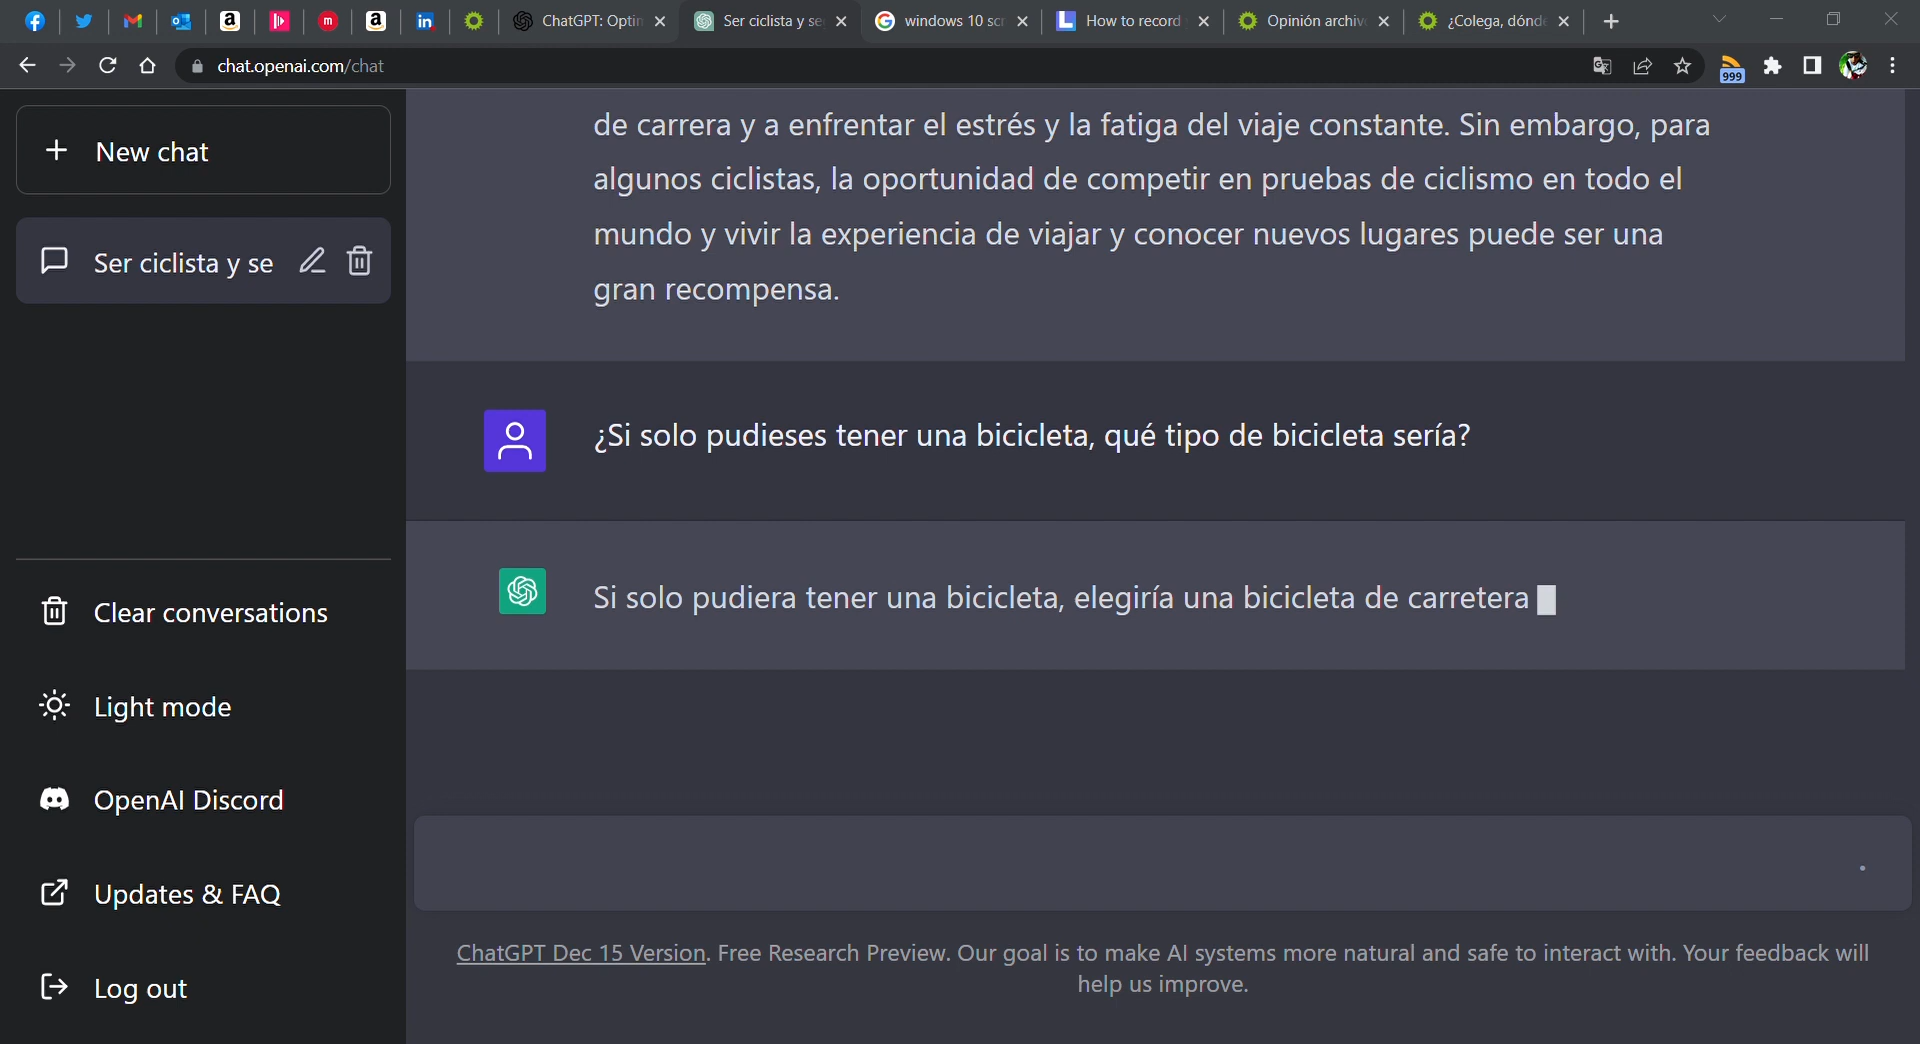 ChatGPT: Optin
Ser ciclista y se
windows 10 scr
How to record
Opinión archiv
¿Colega, dónde
chat.openai.com/chat
999
New chat
Ser ciclista y se
Clear conversations
Light mode
OpenAI Discord
Updates & FAQ
Log out
de carrera y a enfrentar el estrés y la fatiga del viaje constante. Sin embargo, para
algunos ciclistas, la oportunidad de competir en pruebas de ciclismo en todo el
mundo y vivir la experiencia de viajar y conocer nuevos lugares puede ser una
gran recompensa.
¿Si solo pudieses tener una bicicleta, qué tipo de bicicleta sería?
Si solo pudiera tener una bicicleta, elegiría una bicicleta de carretera
ChatGPT Dec 15 Version. Free Research Preview. Our goal is to make AI systems more natural and safe to interact with. Your feedback will
help us improve.